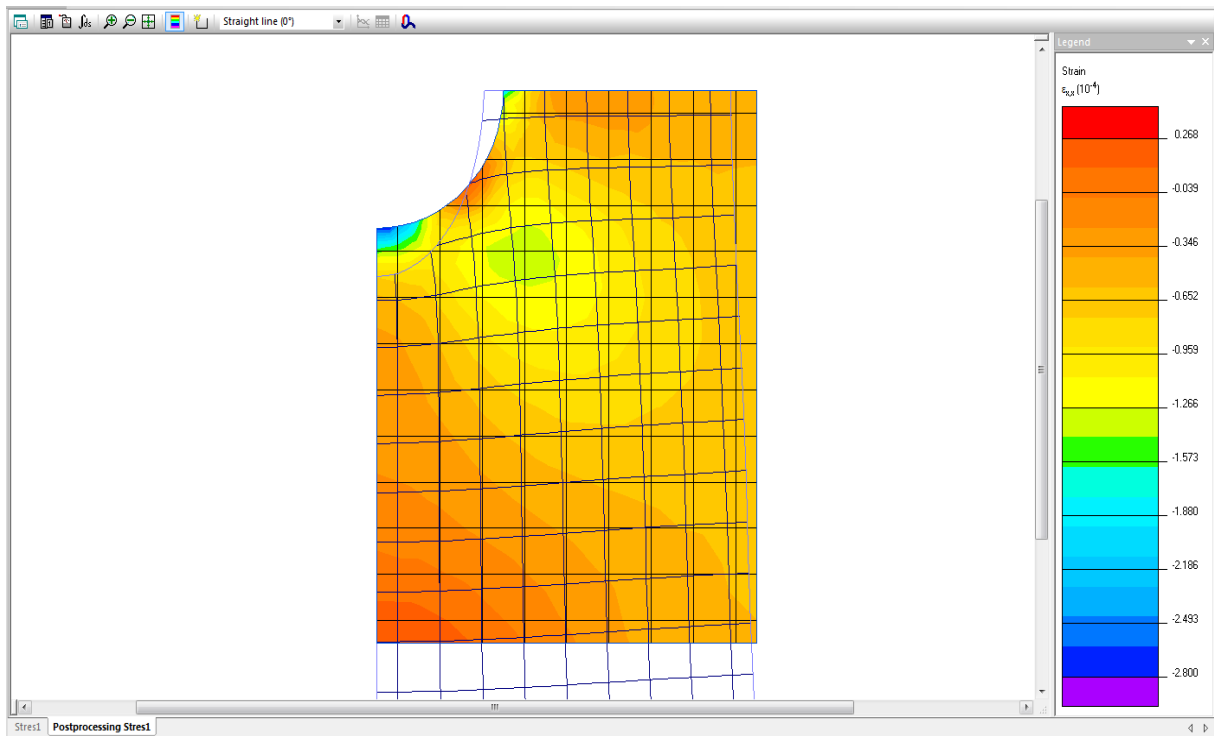 Straight line (0°)
Legend
Strain
εxx (10⁻⁴)
0.268
-0.039
-0.346
-0.652
-0.959
-1.266
-1.573
-1.880
-2.186
-2.493
-2.800
Stres1 Postprocessing Stres1